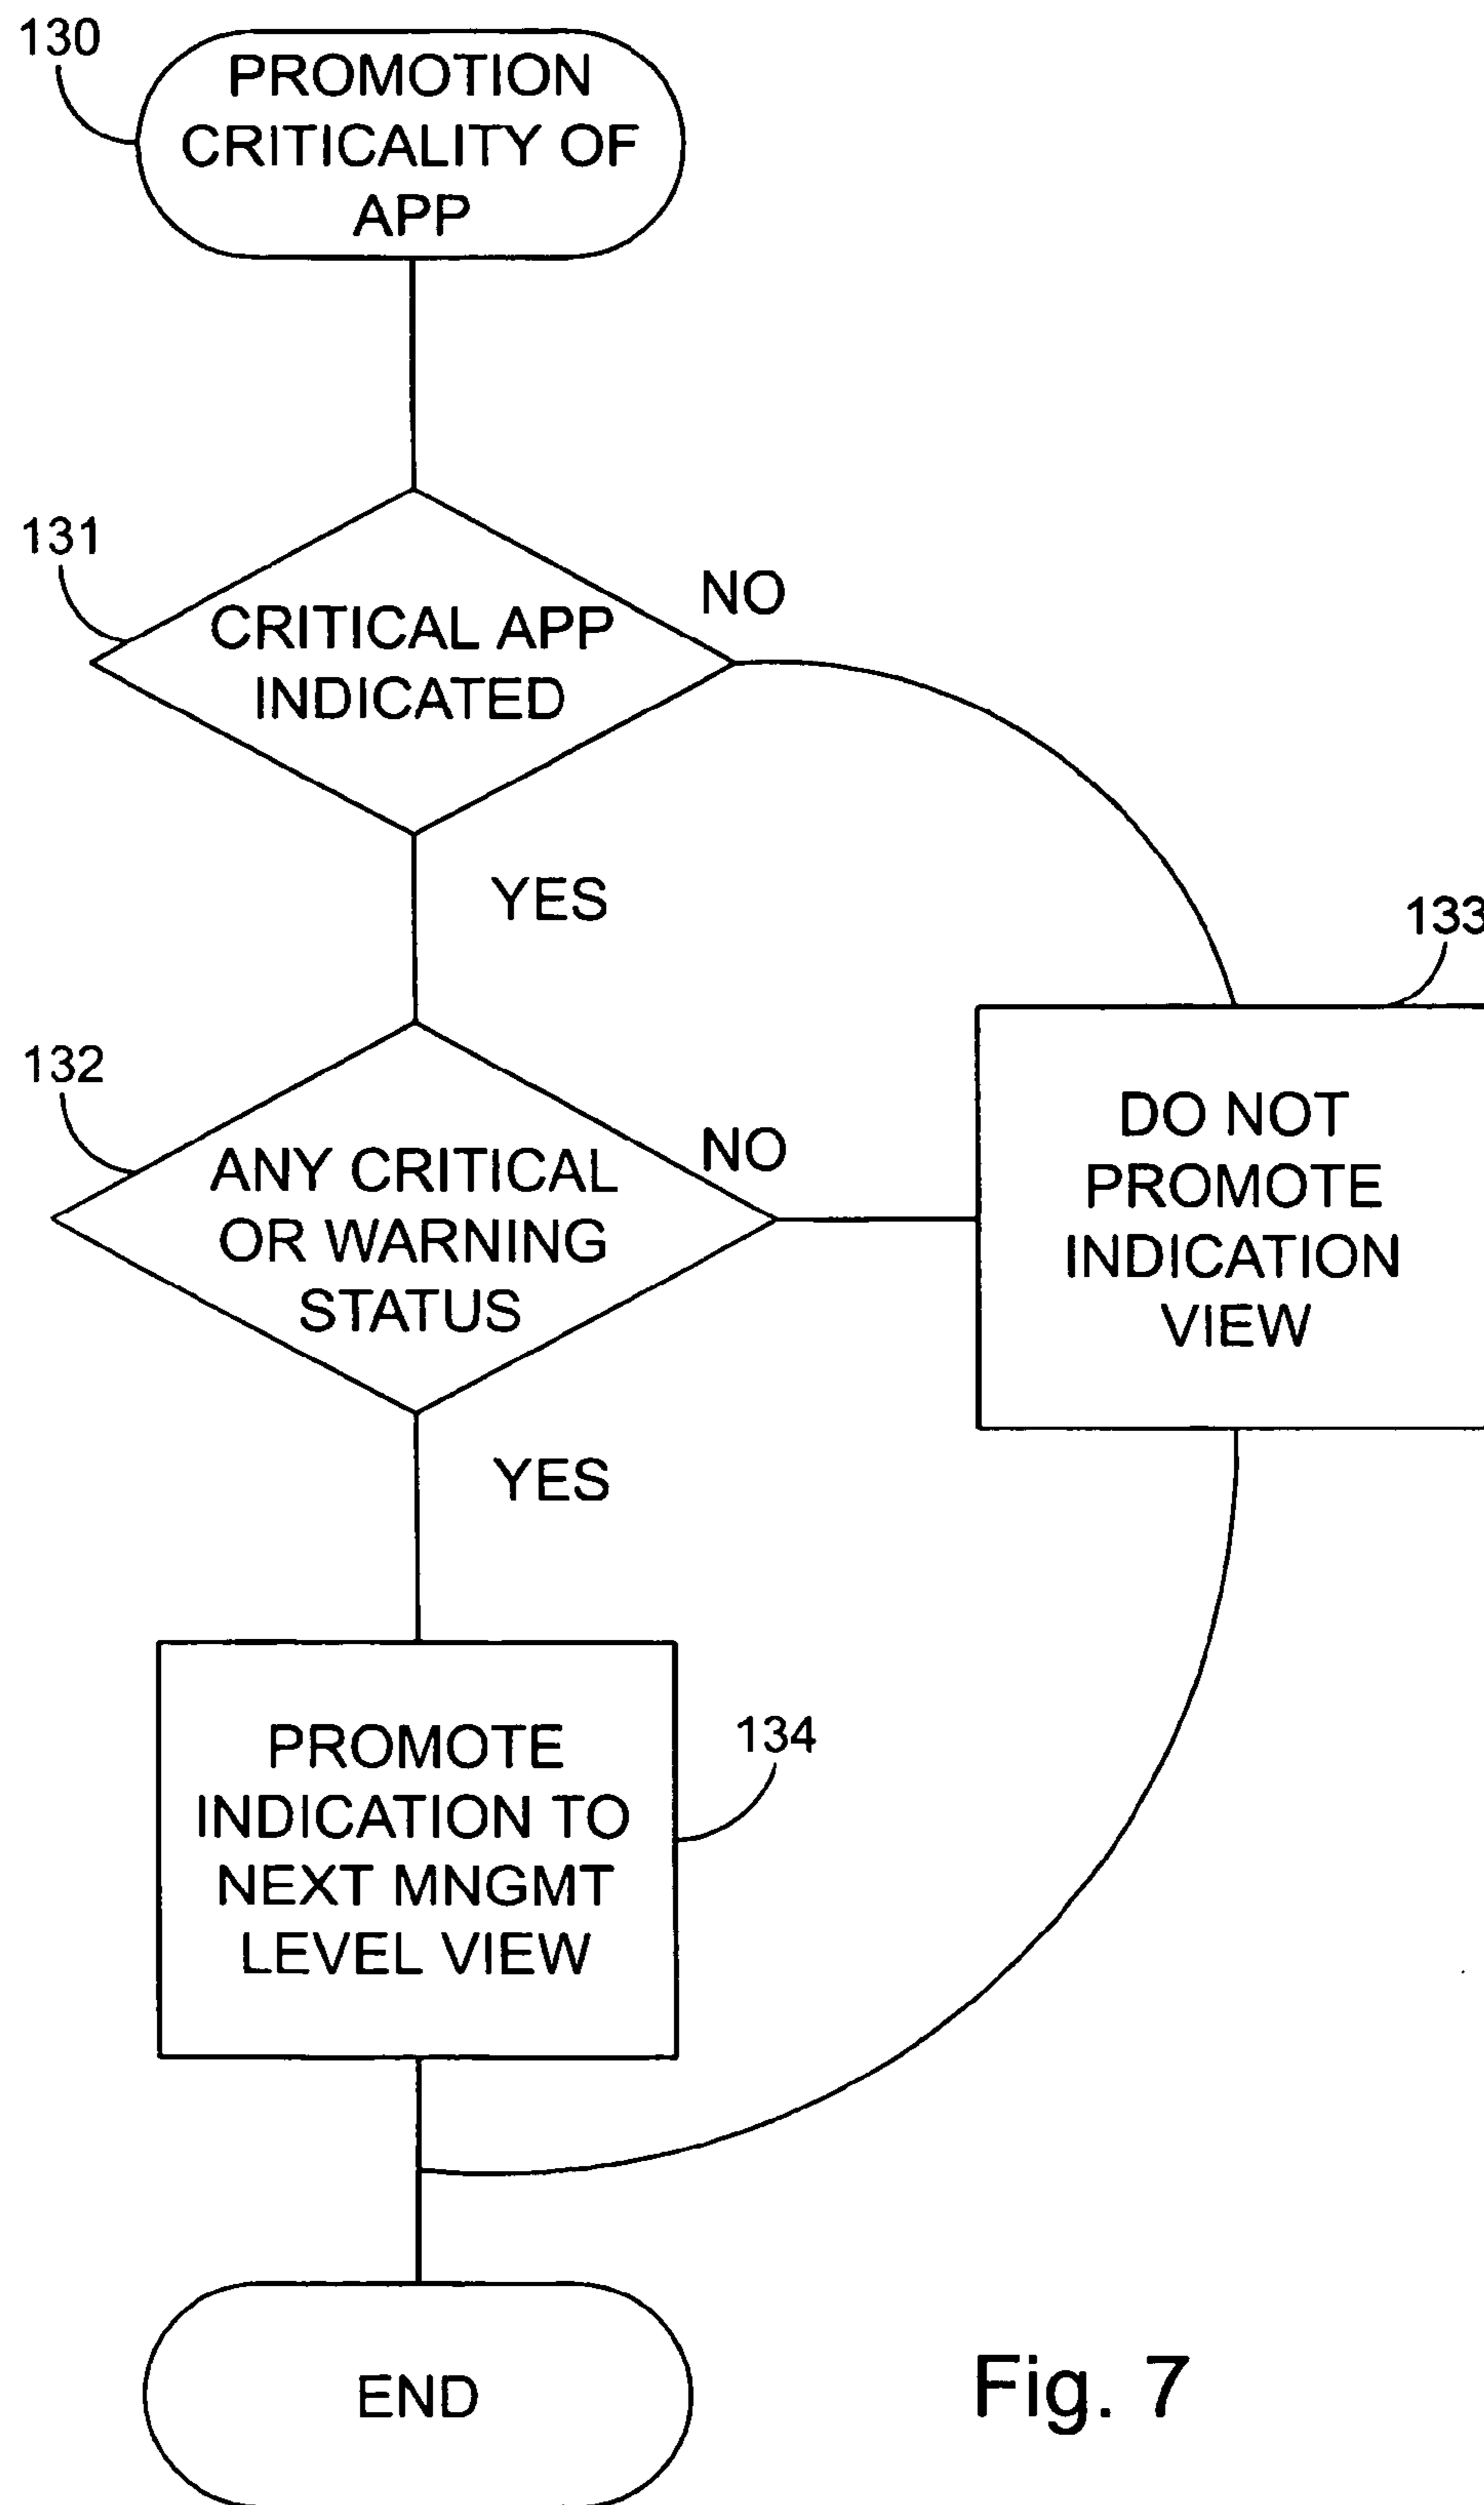 130
PROMOTION
CRITICALITY OF
APP
131
CRITICAL APP
INDICATED
NO
YES
133
132
ANY CRITICAL
OR WARNING
STATUS
NO
DO NOT
PROMOTE
INDICATION
VIEW
YES
PROMOTE
INDICATION TO
NEXT MNGMT
LEVEL VIEW
134
END
Fig. 7